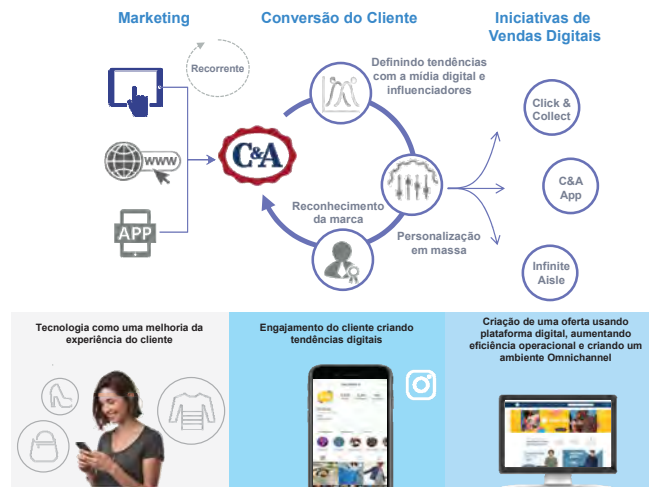 Marketing
Conversão do Cliente
Iniciativas de
Vendas Digitais
Recorrente
Definindo tendências
com a mídia digital e
influenciadores
Click &
Collect
www
C&A
C&A
App
APP
Reconhecimento
da marca
Personalização
em massa
Infinite
Aisle
Tecnologia como uma melhoria da
experiência do cliente
Engajamento do cliente criando
tendências digitais
Criação de uma oferta usando
plataforma digital, aumentando
eficiência operacional e criando um
ambiente Omnichannel